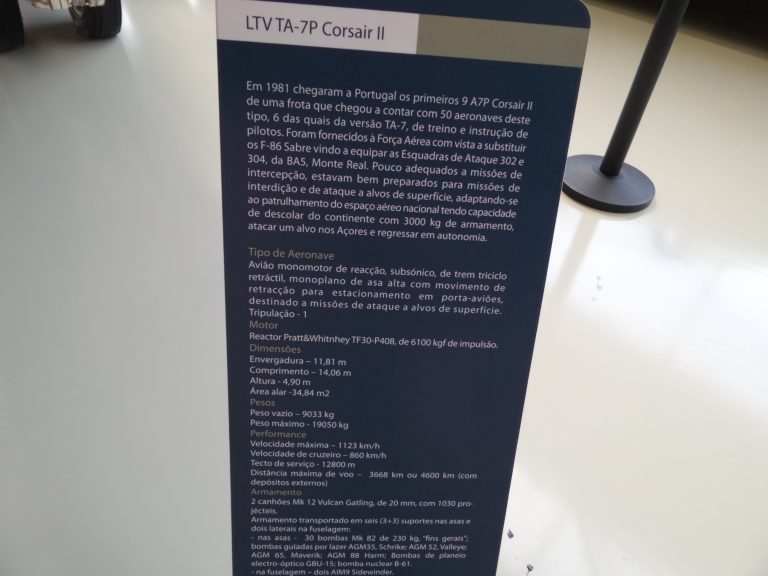 LTV TA-7P Corsair II
Em 1981 chegaram a Portugal os primeiros 9 A7P Corsair II
de uma frota que chegou a contar com 50 aeronaves deste
tipo, 6 das quais da versão TA-7, de treino e instrução de
pilotos. Foram fornecidos à Força Aérea com vista a substituir
os F-86 Sabre vindo a equipar as Esquadras de Ataque 302 e
304, da BA5, Monte Real. Pouco adequados a missões de
intercepção, estavam bem preparados para missões de
interdição e de ataque a alvos de superfície, adaptando-se
ao patrulhamento do espaço aéreo nacional tendo capacidade
de descolar do continente com 3000 kg de armamento,
atacar um alvo nos Açores e regressar em autonomia.
Tipo de Aeronave
Avião monomotor de reacção, subsónico, de trem triciclo
retráctil, monoplano de asa alta com movimento de
retracção para estacionamento em porta-aviões,
destinado a missões de ataque a alvos de superfície.
Tripulação - 1
Motor
Reactor Pratt&Whitnhey TF30-P408, de 6100 kgf de impulsão.
Dimensões
Envergadura – 11,81 m
Comprimento – 14,06 m
Altura - 4,90 m
Área alar -34,84 m2
Pesos
Peso vazio – 9033 kg
Peso máximo - 19050 kg
Performance
Velocidade máxima – 1123 km/h
Velocidade de cruzeiro – 860 km/h
Tecto de serviço - 12800 m
Distância máxima de voo – 3668 km ou 4600 km (com
depósitos externos)
Armamento
2 canhões Mk 12 Vulcan Gatling, de 20 mm, com 1030 pro-
jécteis.
Armamento transportado em seis (3+3) suportes nas asas e
dois laterais na fuselagem:
- nas asas - 30 bombas Mk 82 de 230 kg, "fins gerais";
bombas guiadas por lazer AGM35, Schrike; AGM 52, Valleye;
AGM 65, Maverik; AGM 88 Harm; Bombas de planeio
electro-óptico GBU-15; bomba nuclear B-61.
- na fuselagem – dois AIM9 Sidewinder.